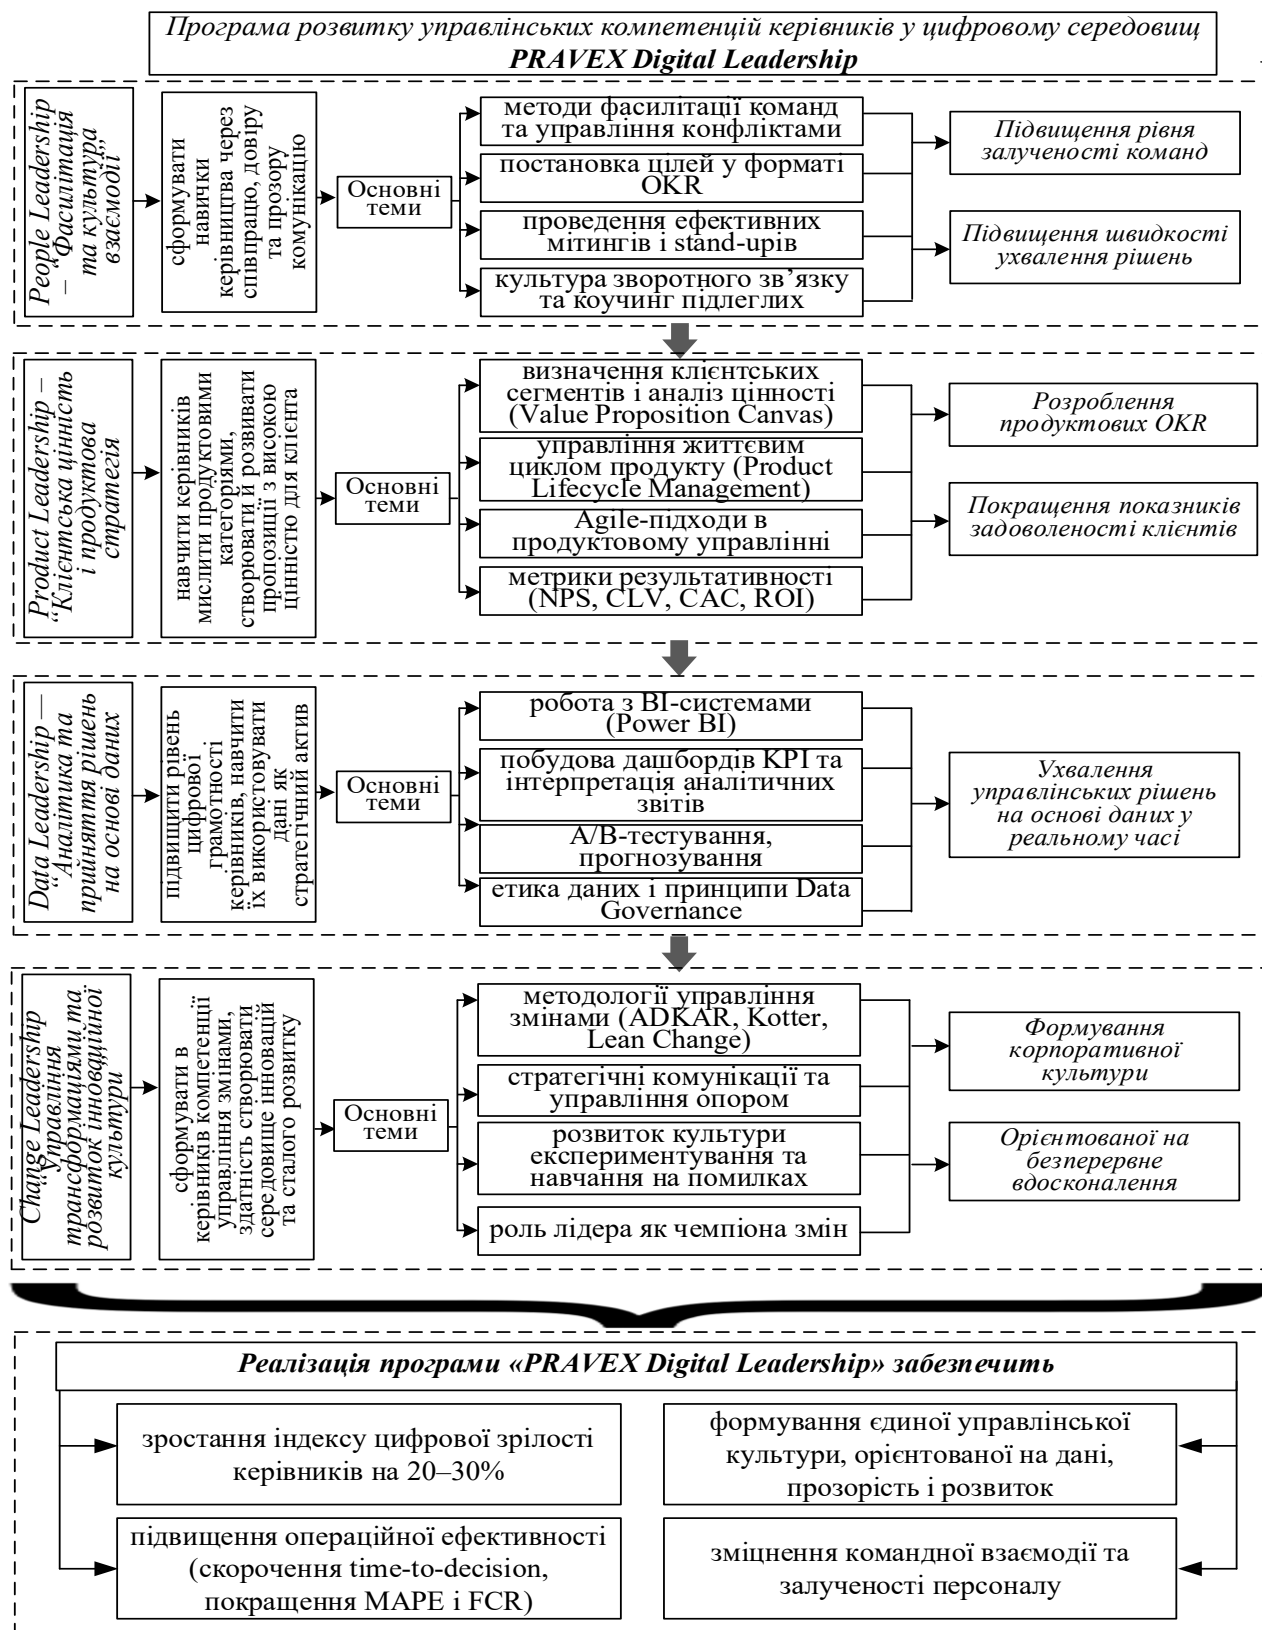 Програма розвитку управлінських компетенцій керівників у цифровому середовищ
PRAVEX Digital Leadership
People Leadership
– “Фасилітація
та культура
взаємодії”
сформувати
навички
керівництва через
співпрацю, довіру
та прозору
комунікацію
Основні
теми
методи фасилітації команд
та управління конфліктами
постановка цілей у форматі
OKR
проведення ефективних
мітингів і stand-upів
культура зворотного зв’язку
та коучинг підлеглих
Підвищення рівня
залученості команд
Підвищення швидкості
ухвалення рішень
Product Leadership –
“Клієнтська цінність
і продуктова
стратегія
навчити керівників
мислити продуктовими
категоріями,
створювати й розвивати
пропозиції з високою
цінністю для клієнта
Основні
теми
визначення клієнтських
сегментів і аналіз цінності
(Value Proposition Canvas)
управління життєвим
циклом продукту (Product
Lifecycle Management)
Agile-підходи в
продуктовому управлінні
метрики результативності
(NPS, CLV, CAC, ROI)
Розроблення
продуктових OKR
Покращення показників
задоволеності клієнтів
Data Leadership —
“Аналітика та
прийняття рішень
на основі даних
підвищити рівень
цифрової
грамотності
керівників, навчити
їх використовувати
дані як
стратегічний актив
Основні
теми
робота з BI-системами
(Power BI)
побудова дашбордів KPI та
інтерпретація аналітичних
звітів
A/B-тестування,
прогнозування
етика даних і принципи Data
Governance
Ухвалення
управлінських рішень
на основі даних у
реальному часі
Change Leadership
“Управління
трансформаціями та
розвиток інноваційної
культури
сформувати в
керівників компетенції
управління змінами,
здатність створювати
середовище інновацій
та сталого розвитку
Основні
теми
методології управління
змінами (ADKAR, Kotter,
Lean Change)
стратегічні комунікації та
управління опором
розвиток культури
експериментування та
навчання на помилках
роль лідера як чемпіона змін
Формування
корпоративної
культури
Орієнтованої на
безперервне
вдосконалення
Реалізація програми «PRAVEX Digital Leadership» забезпечить
зростання індексу цифрової зрілості
керівників на 20–30%
підвищення операційної ефективності
(скорочення time-to-decision,
покращення MAPE і FCR)
формування єдиної управлінської
культури, орієнтованої на дані,
прозорість і розвиток
зміцнення командної взаємодії та
залученості персоналу